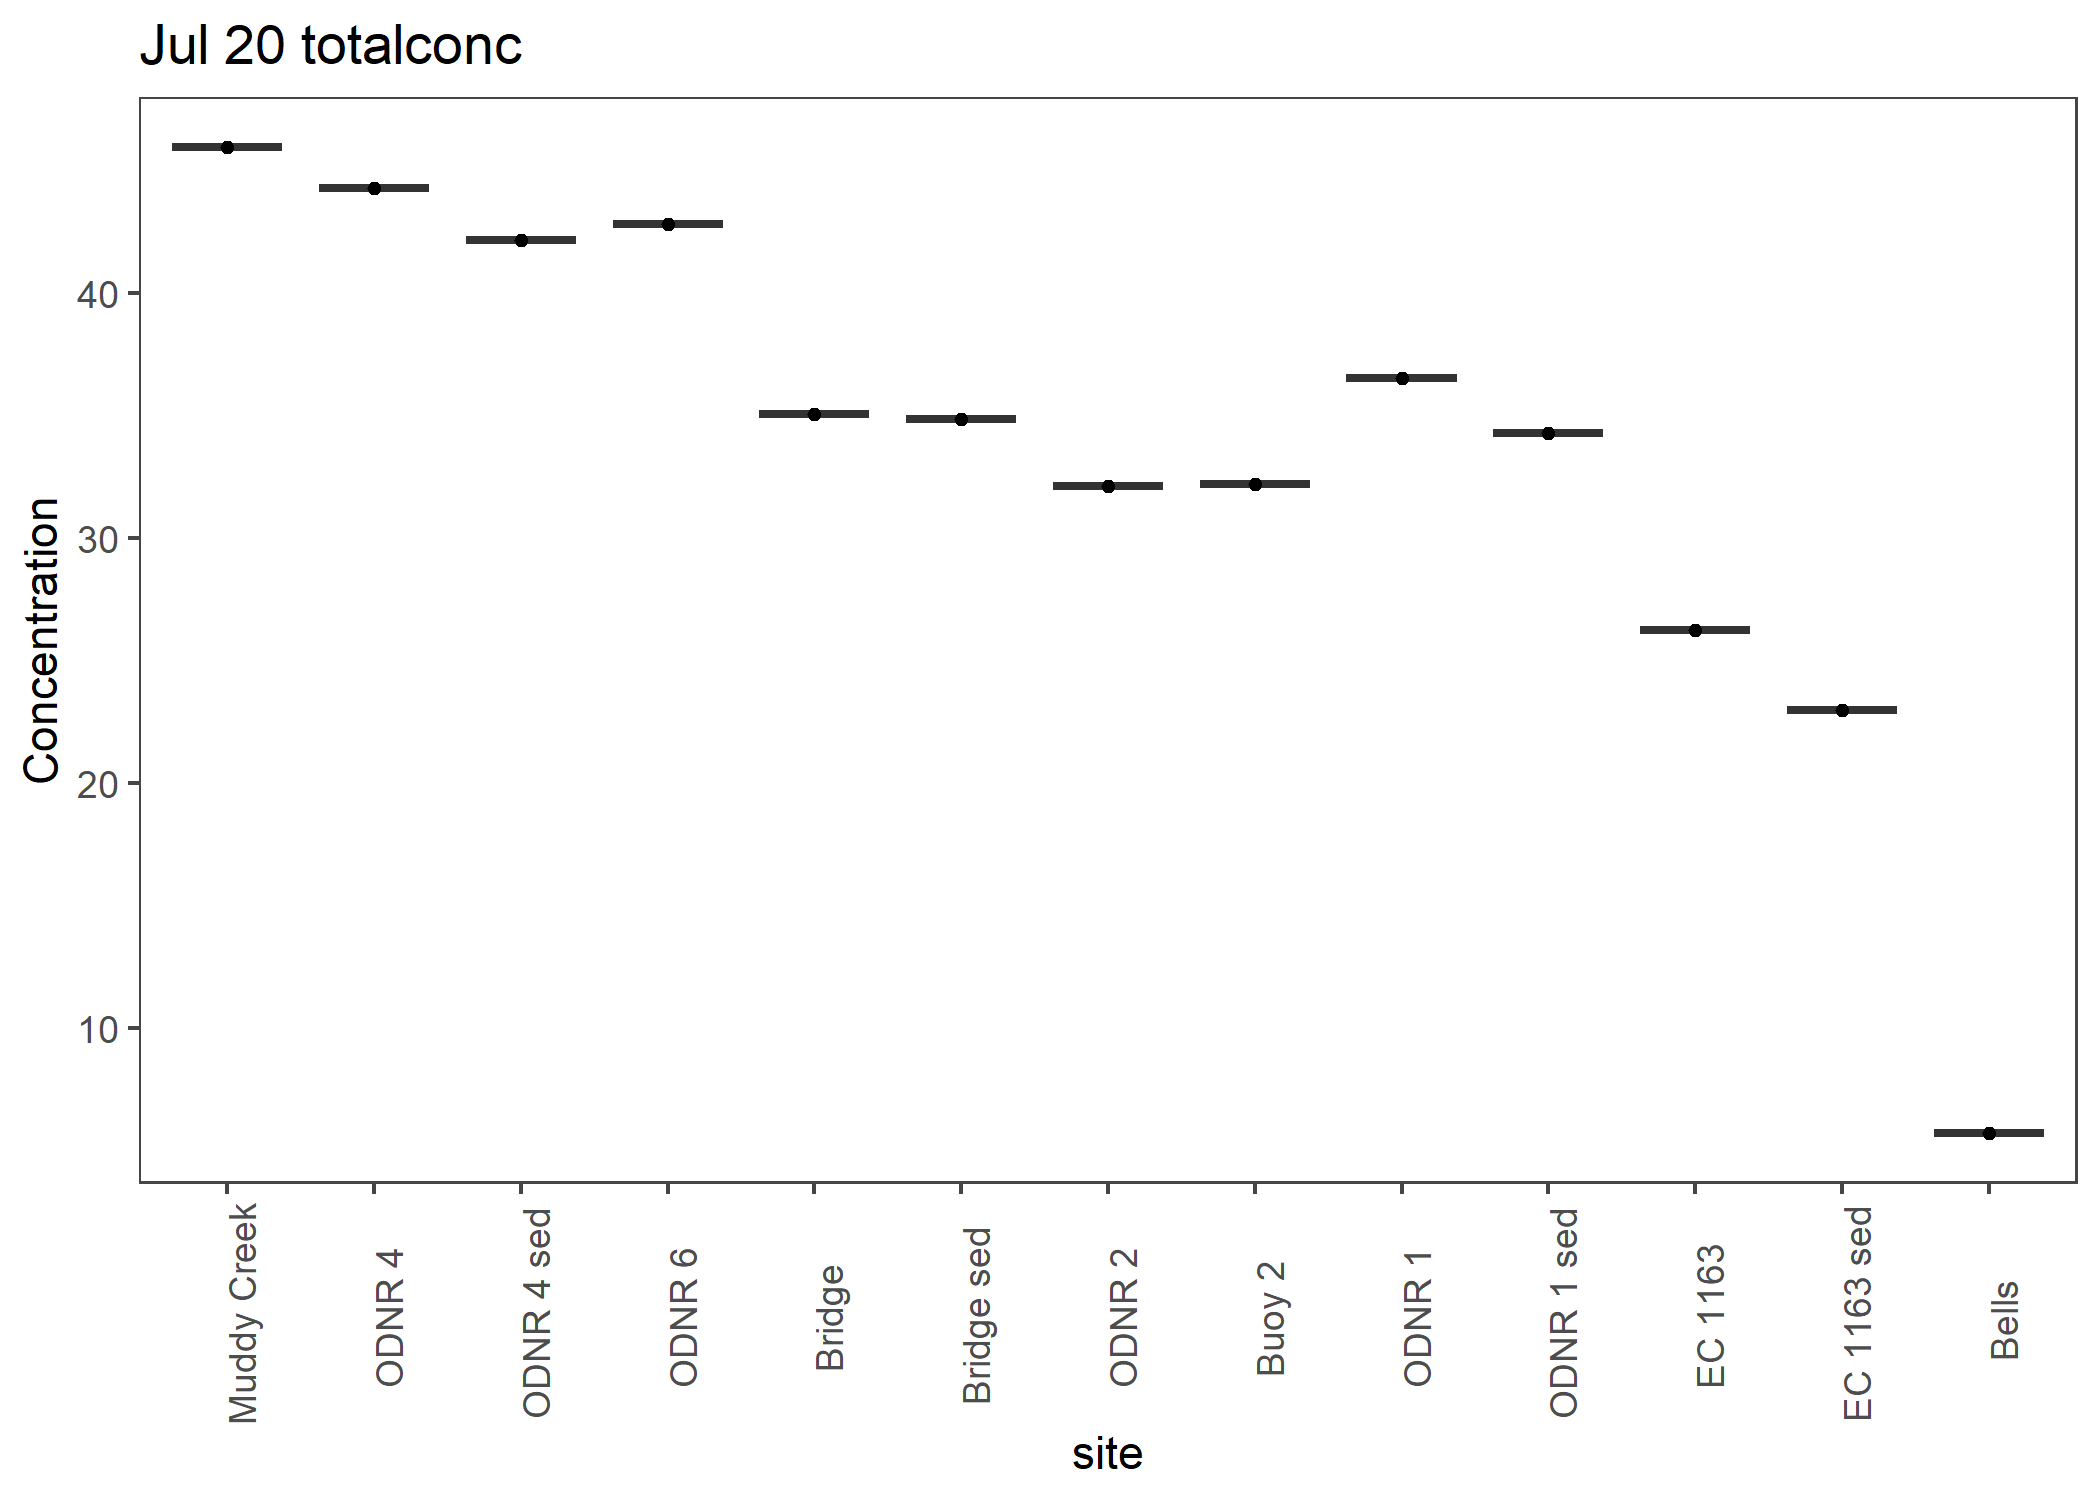 Jul 20 totalconc
Concentration
40
30
20
10
Muddy Creek
ODNR 4
ODNR 4 sed
ODNR 6
Bridge
Bridge sed
ODNR 2
Buoy 2
ODNR 1
ODNR 1 sed
EC 1163
EC 1163 sed
Bells
site